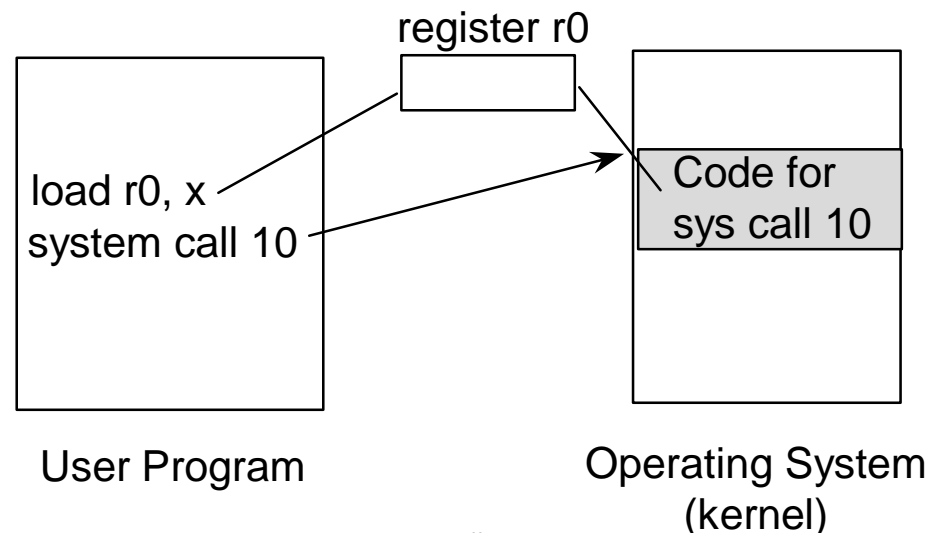 register r0
load r0, x
system call 10
Code for
sys call 10
User Program
Operating System
(kernel)